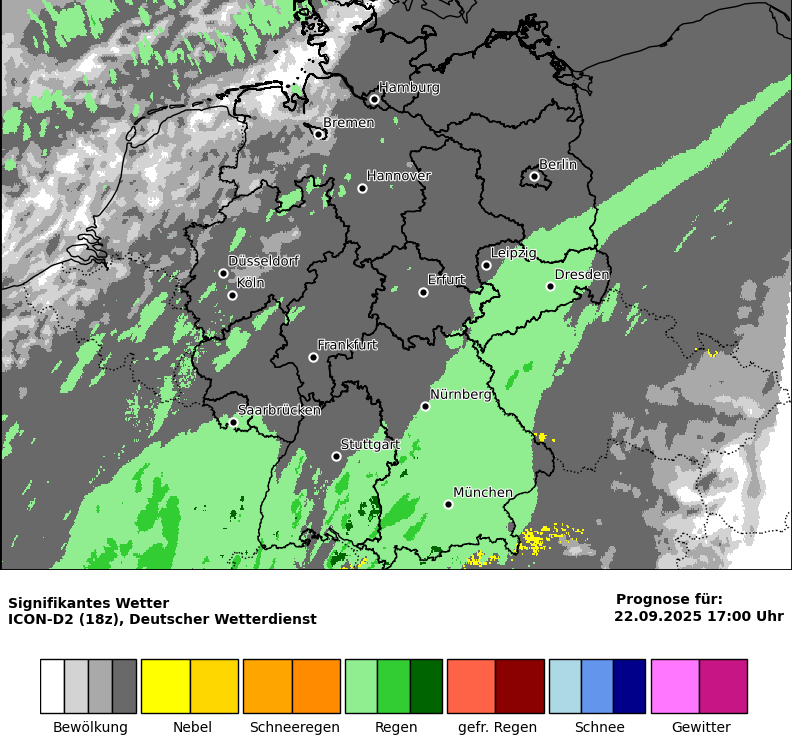 Hamburg
Bremen
Berlin
Hannover
Leipzig
Düsseldorf
Dresden
Köln
Erfurt
Frankfurt
Nürnberg
Saarbrücken
Stuttgart
München
Signifikantes Wetter
ICON-D2 (18z), Deutscher Wetterdienst
Prognose für:
22.09.2025 17:00 Uhr
Bewölkung Nebel Schneeregen Regen gefr. Regen Schnee Gewitter